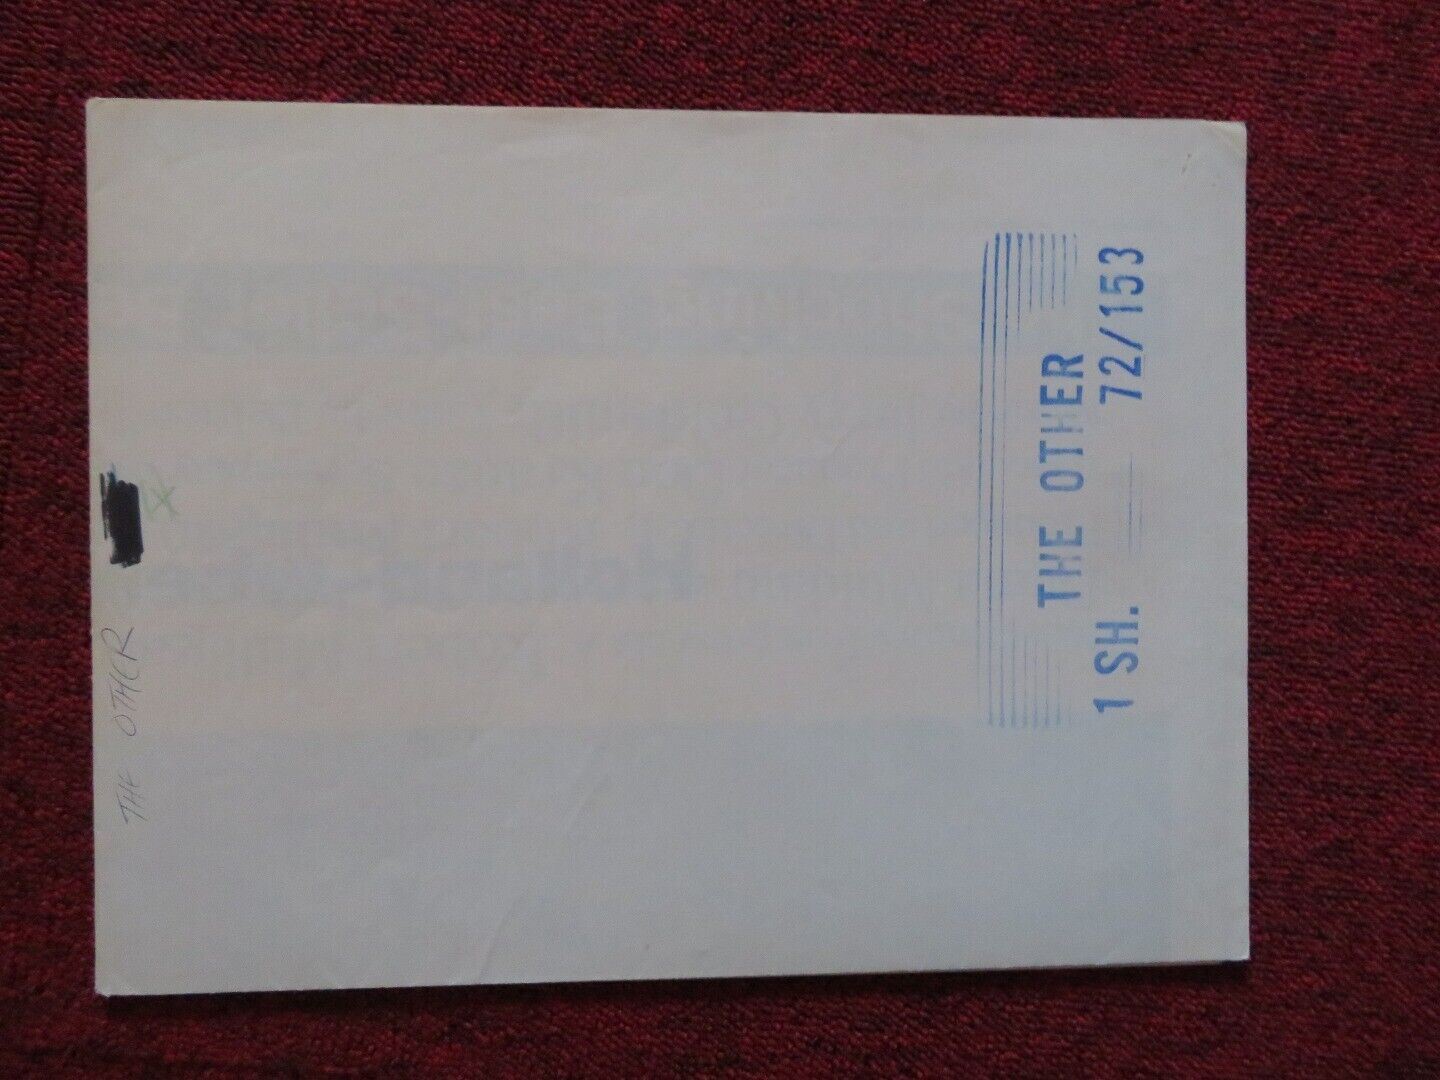 THE OTHER
THE OTHER
1 SH. 72/153